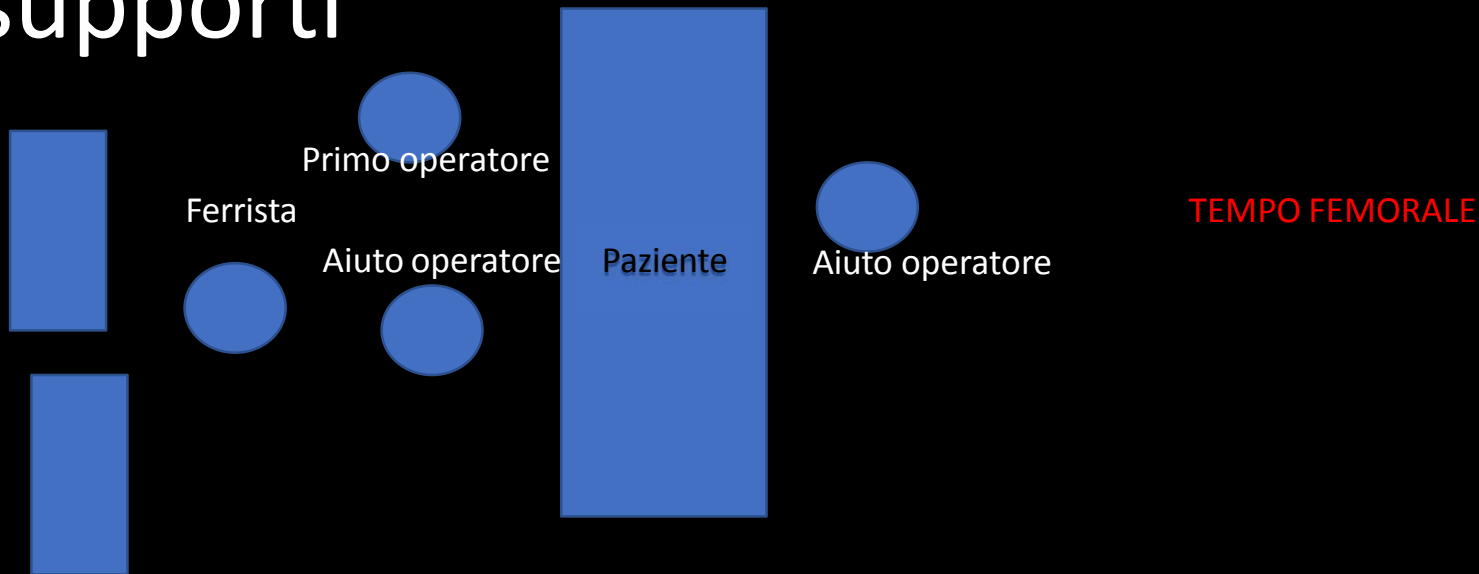 supporti
Primo operatore
Ferrista
TEMPO FEMORALE
Aiuto operatore
Paziente
Aiuto operatore